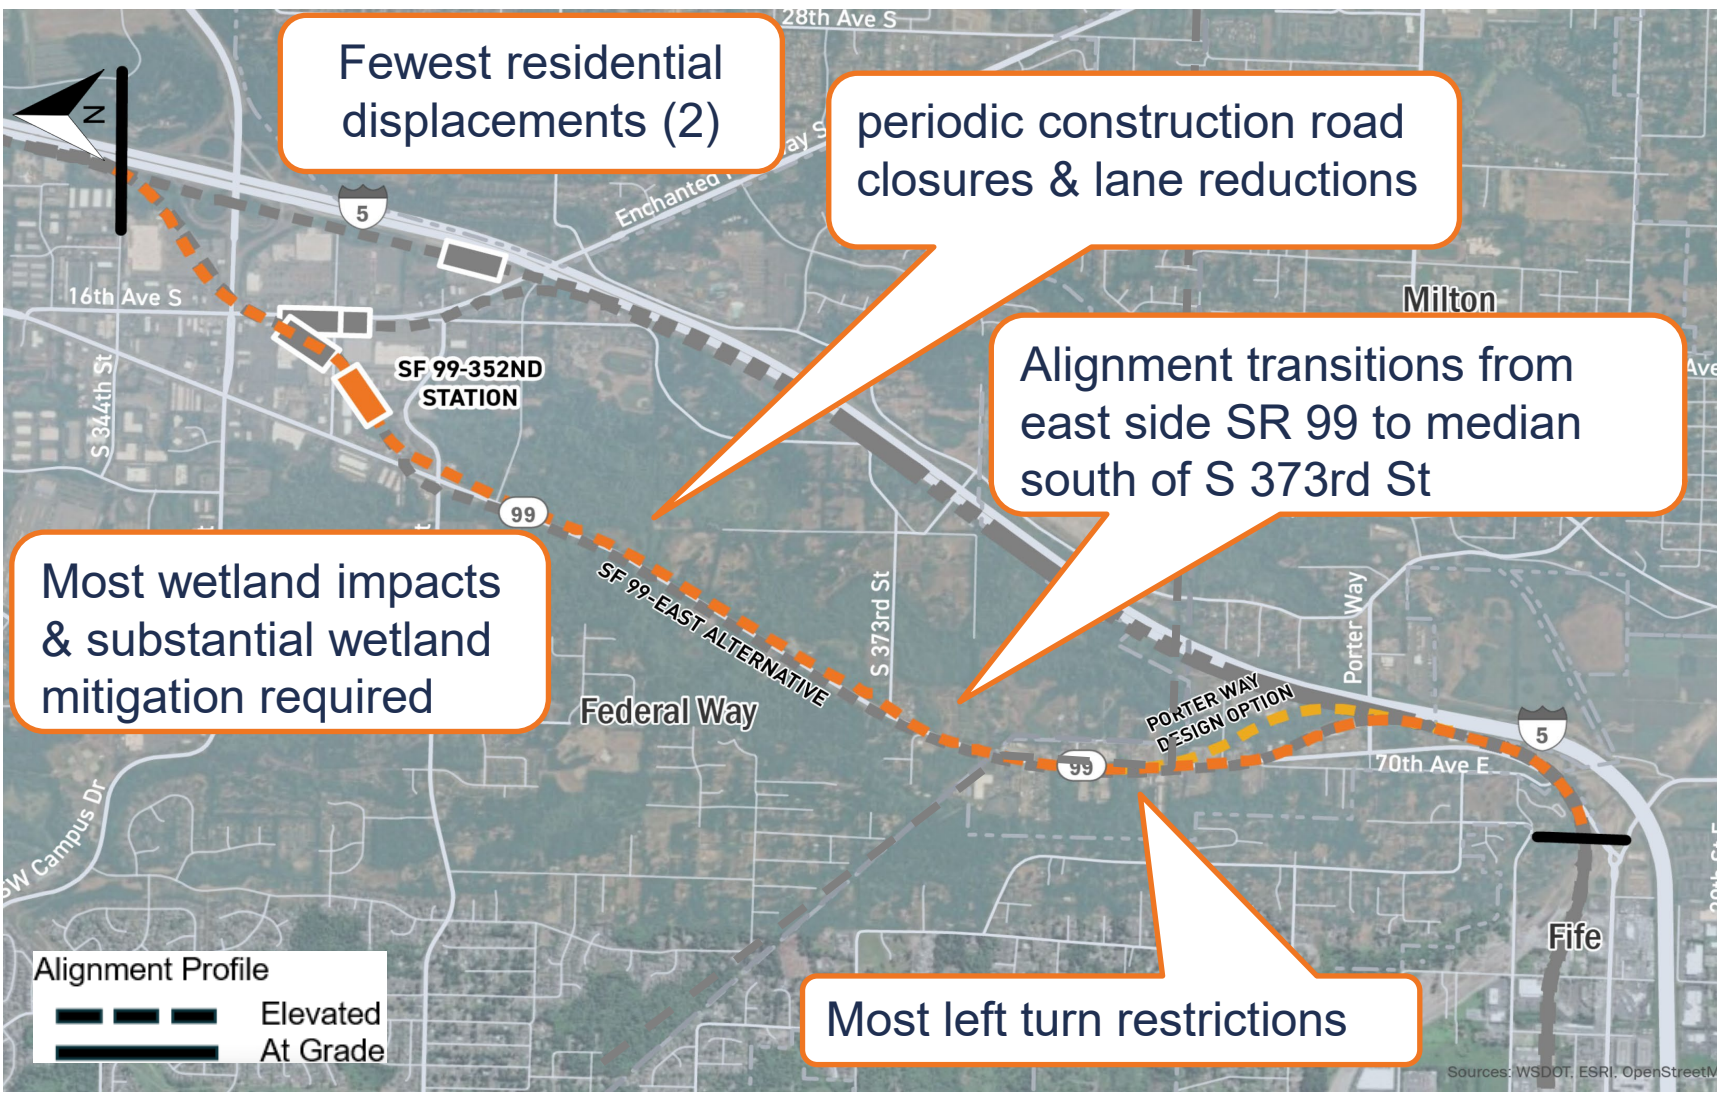 28th Ave S
Fewest residential
displacements (2)
periodic construction road
closures & lane reductions
N
5
Enchanted
ay S
Milton
16th Ave S
S 344th St
SF 99-352ND
STATION
Alignment transitions from
east side SR 99 to median
south of S 373rd St
Ave
99
t
t
Most wetland impacts
& substantial wetland
mitigation required
SF 99-EAST ALTERNATIVE
S 373rd St
Porter Way
Federal Way
PORTER WAY
DESIGN OPTION
5
99
70th Ave E
SW Campus Dr
Fife
Alignment Profile
Elevated
At Grade
Most left turn restrictions
Sources: WSDOT, ESRI, OpenStreetM